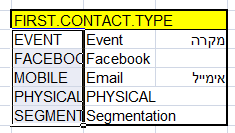 FIRST.CONTACT.TYPE
EVENT Event מקרה
FACEBOO Facebook
MOBILE Email אימייל
PHYSICAL PHYSICAL
SEGMENT Segmentation